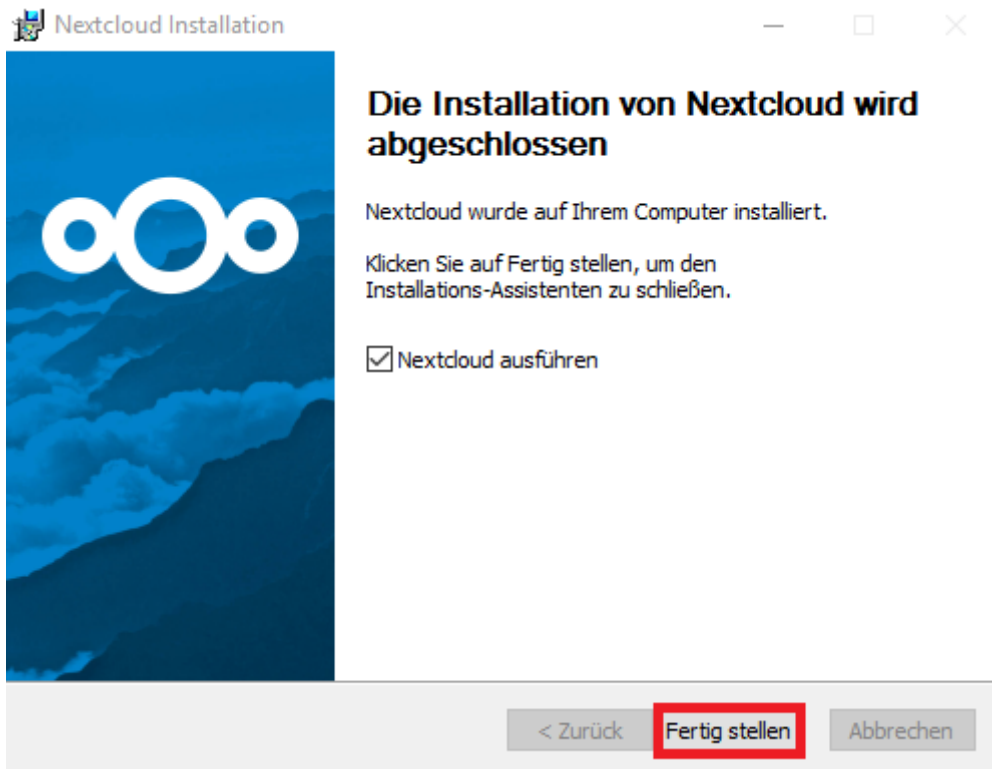 Nextcloud Installation
Die Installation von Nextcloud wird
abgeschlossen
Nextcloud wurde auf Ihrem Computer installiert.
Klicken Sie auf Fertig stellen, um den
Installations-Assistenten zu schließen.
Nextcloud ausführen
< Zurück Fertig stellen Abbrechen